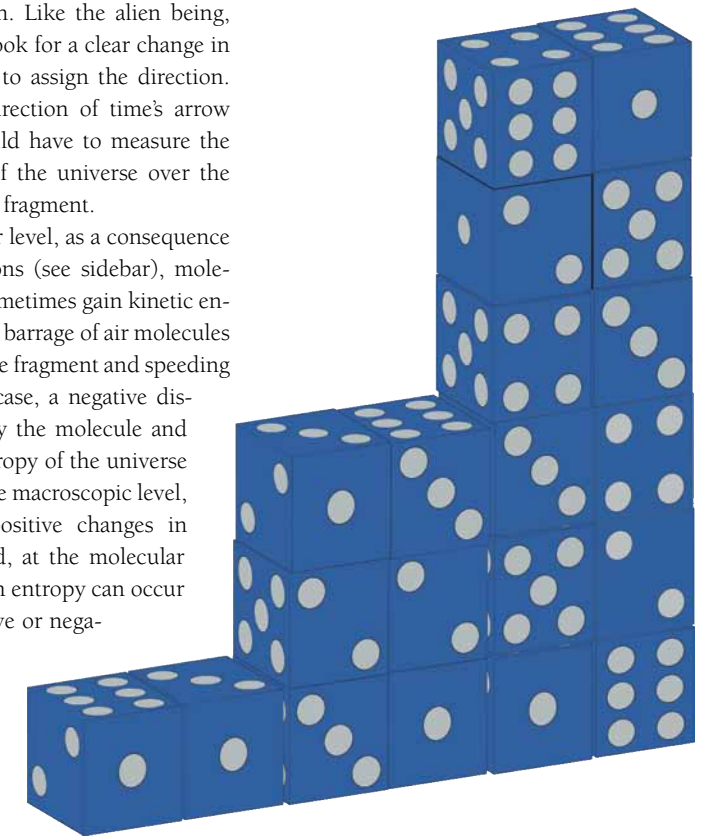 n. Like the alien being,
ook for a clear change in
to assign the direction.
irection of time's arrow
uld have to measure the
f the universe over the
fragment.
r level, as a consequence
ons (see sidebar), mole-
ometimes gain kinetic en-
barrage of air molecules
e fragment and speeding
case, a negative dis-
y the molecule and
ropy of the universe
e macroscopic level,
ositive changes in
d, at the molecular
n entropy can occur
ve or nega-